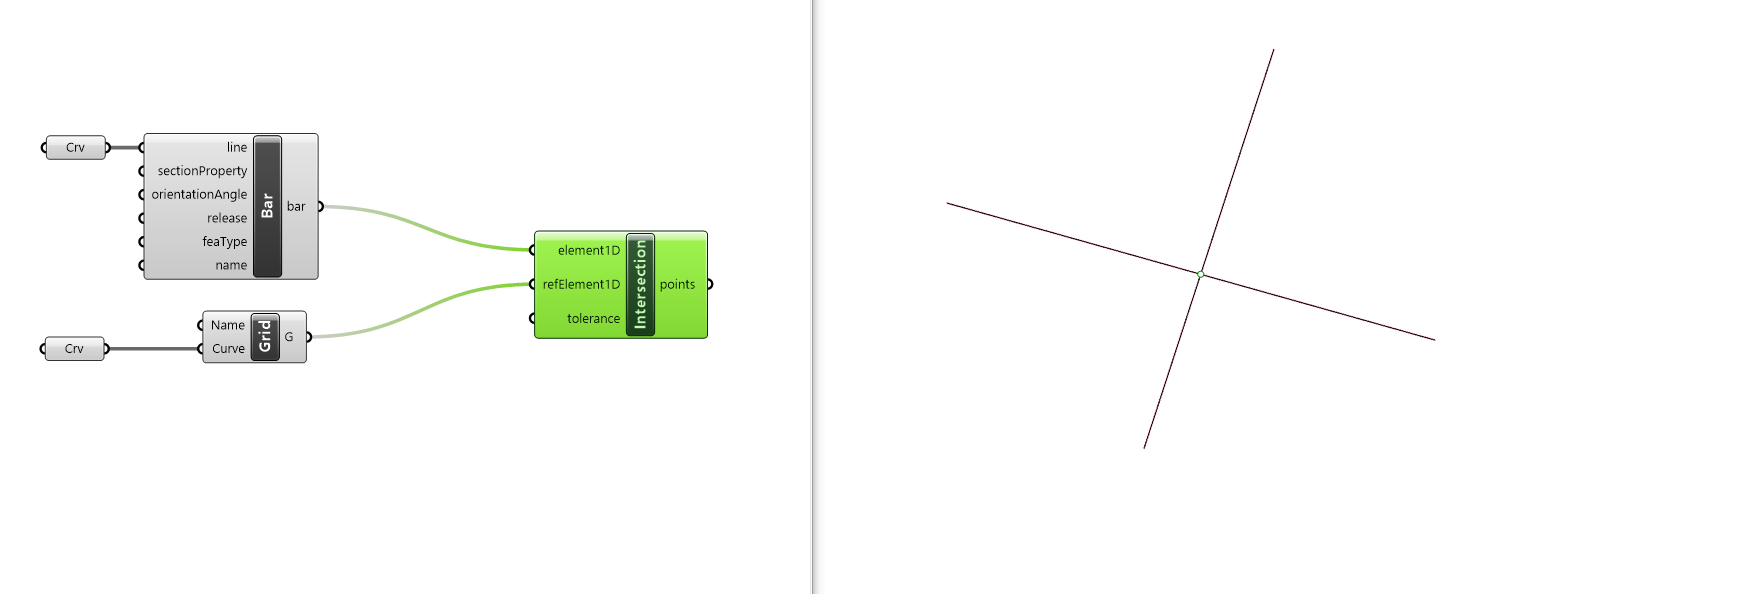 Crv
line
sectionProperty
orientationAngle
release
feaType
name
Bar
bar
Crv
Name
Curve
Grid
G
element1D
refElement1D
tolerance
Intersection
points